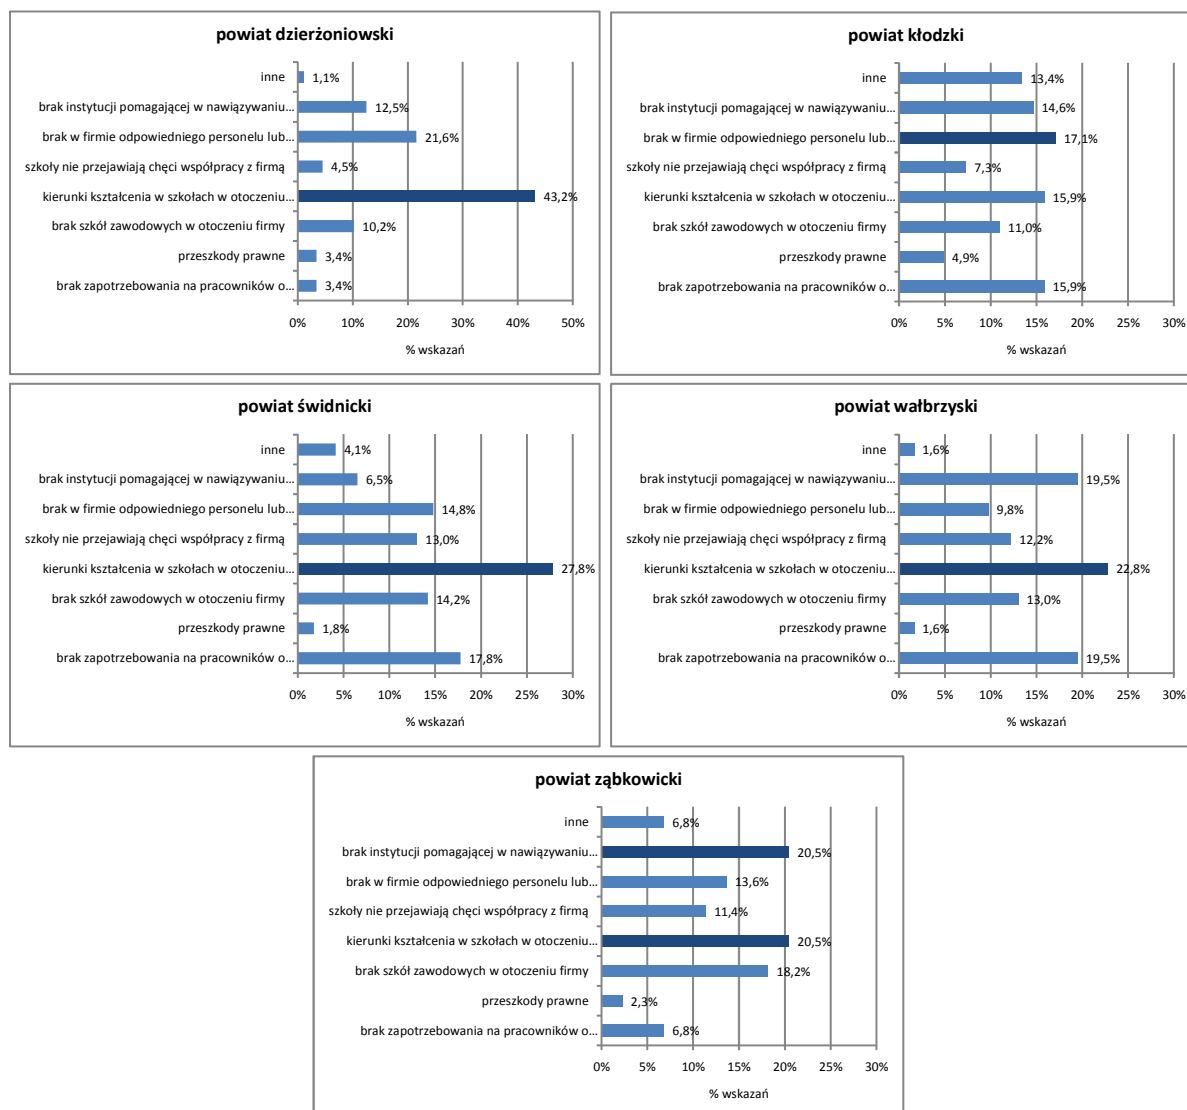 powiat dzierżoniowski
inne
1,1%
brak instytucji pomagającej w nawiązywaniu…
12,5%
brak w firmie odpowiedniego personelu lub…
21,6%
szkoły nie przejawiają chęci współpracy z firmą
4,5%
kierunki kształcenia w szkołach w otoczeniu…
43,2%
brak szkół zawodowych w otoczeniu firmy
10,2%
przeszkody prawne
3,4%
brak zapotrzebowania na pracowników o…
3,4%
0% 10% 20% 30% 40% 50%
% wskazań
powiat kłodzki
inne
13,4%
brak instytucji pomagającej w nawiązywaniu…
14,6%
brak w firmie odpowiedniego personelu lub…
17,1%
szkoły nie przejawiają chęci współpracy z firmą
7,3%
kierunki kształcenia w szkołach w otoczeniu…
15,9%
brak szkół zawodowych w otoczeniu firmy
11,0%
przeszkody prawne
4,9%
brak zapotrzebowania na pracowników o…
15,9%
0% 5% 10% 15% 20% 25% 30%
% wskazań
powiat świdnicki
inne
4,1%
brak instytucji pomagającej w nawiązywaniu…
6,5%
brak w firmie odpowiedniego personelu lub…
14,8%
szkoły nie przejawiają chęci współpracy z firmą
13,0%
kierunki kształcenia w szkołach w otoczeniu…
27,8%
brak szkół zawodowych w otoczeniu firmy
14,2%
przeszkody prawne
1,8%
brak zapotrzebowania na pracowników o…
17,8%
0% 5% 10% 15% 20% 25% 30%
% wskazań
powiat wałbrzyski
inne
1,6%
brak instytucji pomagającej w nawiązywaniu…
19,5%
brak w firmie odpowiedniego personelu lub…
9,8%
szkoły nie przejawiają chęci współpracy z firmą
12,2%
kierunki kształcenia w szkołach w otoczeniu…
22,8%
brak szkół zawodowych w otoczeniu firmy
13,0%
przeszkody prawne
1,6%
brak zapotrzebowania na pracowników o…
19,5%
0% 5% 10% 15% 20% 25% 30%
% wskazań
powiat ząbkowicki
inne
6,8%
brak instytucji pomagającej w nawiązywaniu…
20,5%
brak w firmie odpowiedniego personelu lub…
13,6%
szkoły nie przejawiają chęci współpracy z firmą
11,4%
kierunki kształcenia w szkołach w otoczeniu…
20,5%
brak szkół zawodowych w otoczeniu firmy
18,2%
przeszkody prawne
2,3%
brak zapotrzebowania na pracowników o…
6,8%
0% 5% 10% 15% 20% 25% 30%
% wskazań